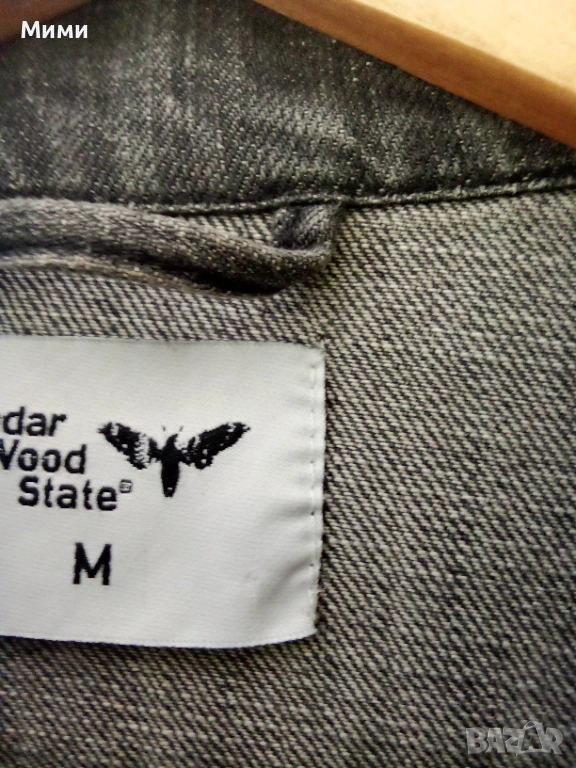 Мими
dar
Wood
State®
M
BAZAR